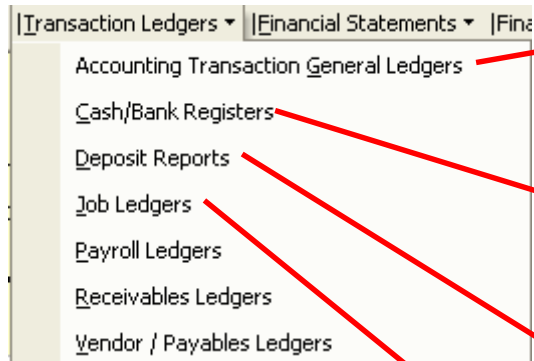 |Transaction Ledgers ▾ |Financial Statements ▾ |Fina
Accounting Transaction General Ledgers
Cash/Bank Registers
Deposit Reports
Job Ledgers
Payroll Ledgers
Receivables Ledgers
Vendor / Payables Ledgers